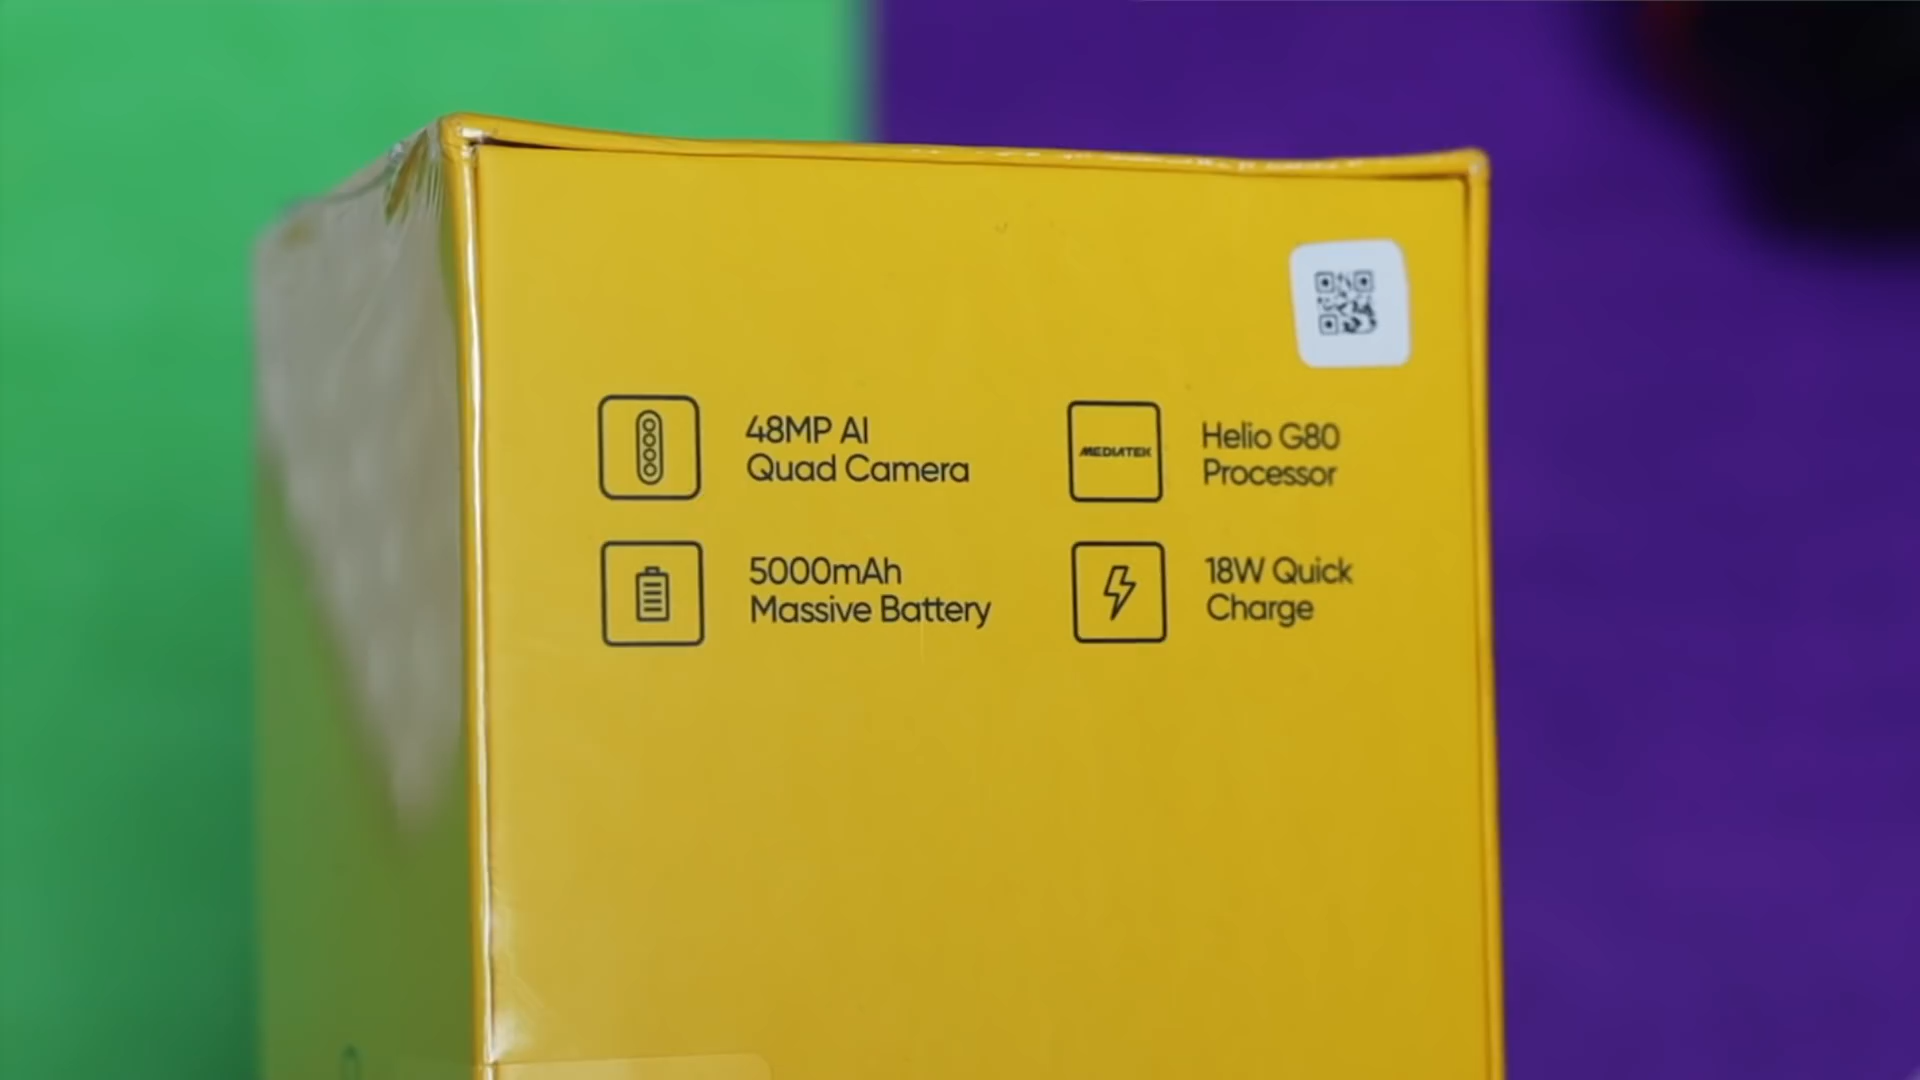 48MP AI
Quad Camera
MEDIATEK
Helio G80
Processor
5000mAh
Massive Battery
18W Quick
Charge